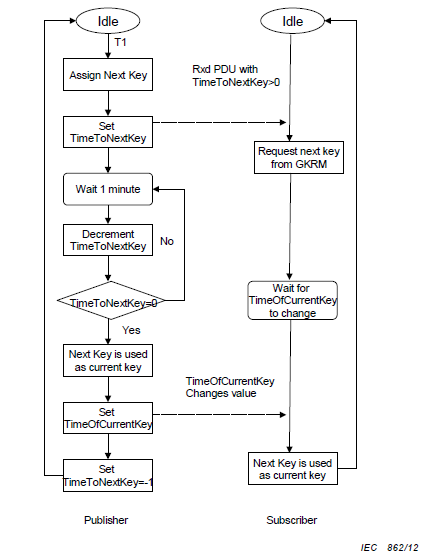 Idle
T1
Assign Next Key
Set
TimeToNextKey
Wait 1 minute
Decrement
TimeToNextKey
No
TimeToNextKey=0
Yes
Next Key is used
as current key
Set
TimeOfCurrentKey
Set
TimeToNextKey=-1
Publisher
Idle
Rxd PDU with
TimeToNextKey>0
Request next key
from GKRM
Wait for
TimeOfCurrentKey
to change
TimeOfCurrentKey
Changes value
Next Key is used
as current key
Subscriber
IEC 862/12